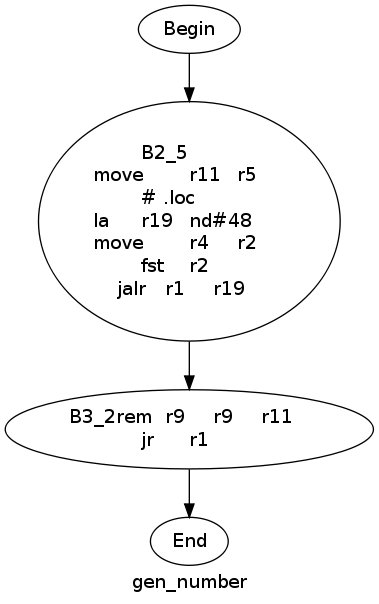 Begin
B2_5
move r11 r5
# .loc
la r19 nd#48
move r4 r2
fst r2
jalr r1 r19
B3_2rem r9 r9 r11
jr r1
End
gen_number